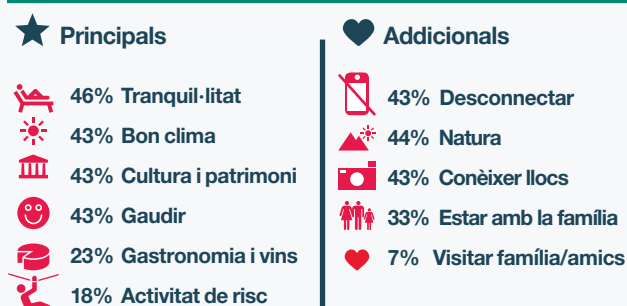 Principals
46% Tranquil·litat
43% Bon clima
43% Cultura i patrimoni
43% Gaudir
23% Gastronomia i vins
18% Activitat de risc
Addicionals
43% Desconnectar
44% Natura
43% Conèixer llocs
33% Estar amb la família
7% Visitar família/amics